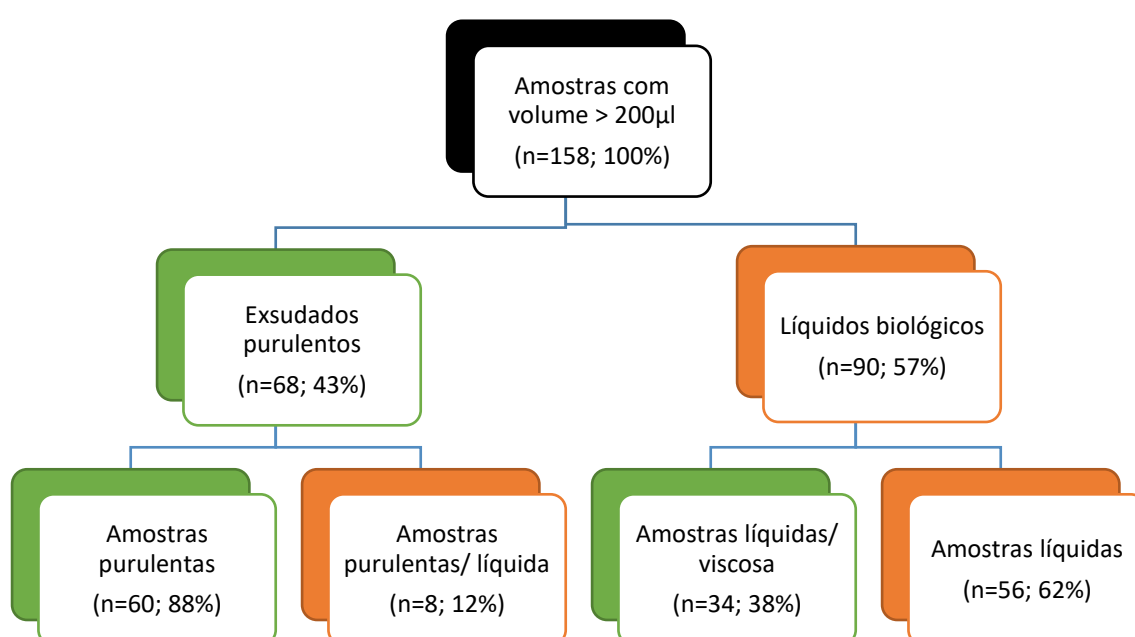 Amostras com
volume > 200µl
(n=158; 100%)
Exsudados
purulentos
(n=68; 43%)
Líquidos biológicos
(n=90; 57%)
Amostras
purulentas
(n=60; 88%)
Amostras
purulentas/ líquida
(n=8; 12%)
Amostras líquidas/
viscosa
(n=34; 38%)
Amostras líquidas
(n=56; 62%)